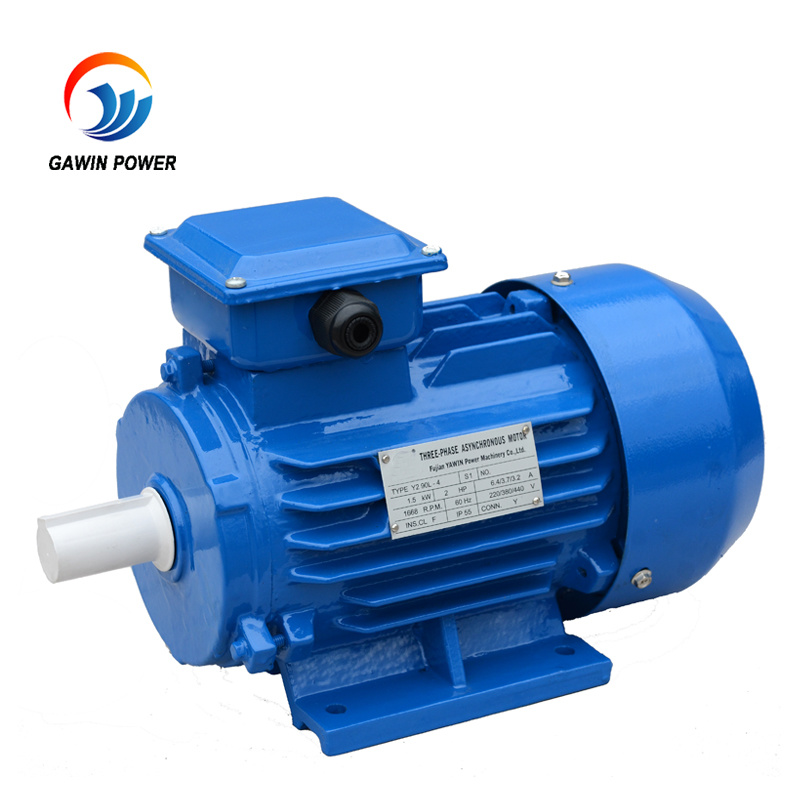 GAWIN POWER
THREE-PHASE ASYNCHRONOUS MOTOR
Fujian YAWIN Power Machinery Co.,Ltd.
TYPE Y2 90L - 4 S1 NO.
1.5 kW 2 HP 6.4/3.7/3.2 A
1668 R.P.M. 60 Hz 220/380/440 V
INS.CL F IP 55 CONN. Y